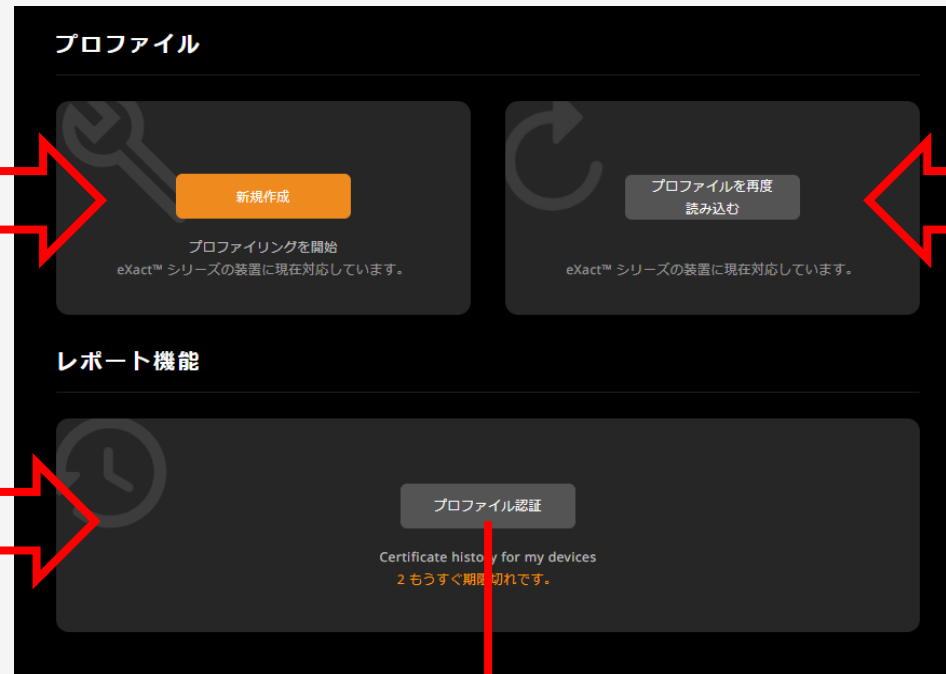 プロファイル
新規作成
プロファイリングを開始
eXact™ シリーズの装置に現在対応しています。
プロファイルを再度
読み込む
eXact™ シリーズの装置に現在対応しています。
レポート機能
プロファイル認証
Certificate history for my devices
2 もうすぐ期限切れです。